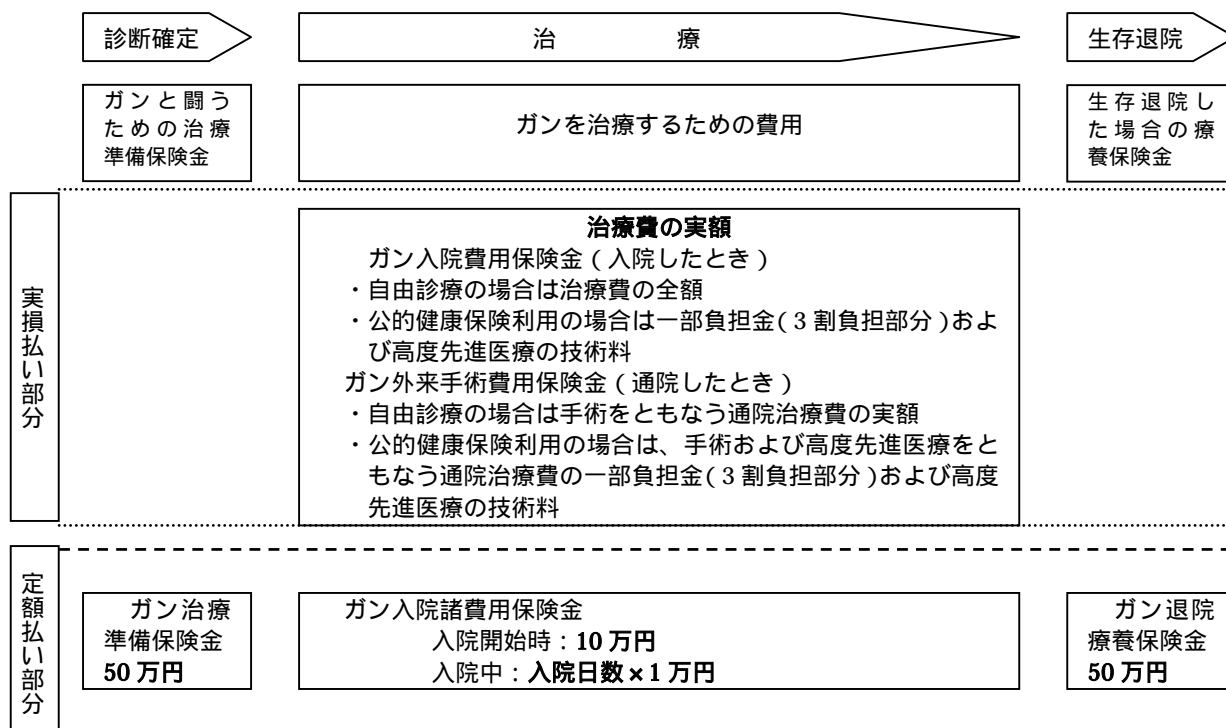 診断確定
治 療
生存退院
ガンと闘う
ための治療
準備保険金
ガンを治療するための費用
生存退院し
た場合の療
養保険金
実損払い部分
治療費の実額
ガン入院費用保険金(入院したとき)
・自由診療の場合は治療費の全額
・公的健康保険利用の場合は一部負担金(3割負担部分)およ
び高度先進医療の技術料
ガン外来手術費用保険金(通院したとき)
・自由診療の場合は手術をともなう通院治療費の実額
・公的健康保険利用の場合は、手術および高度先進医療をと
もなう通院治療費の一部負担金(3割負担部分)および高度
先進医療の技術料
定額払い部分
ガン治療
準備保険金
50万円
ガン入院諸費用保険金
入院開始時:10万円
入院中:入院日数×1万円
ガン退院
療養保険金
50万円